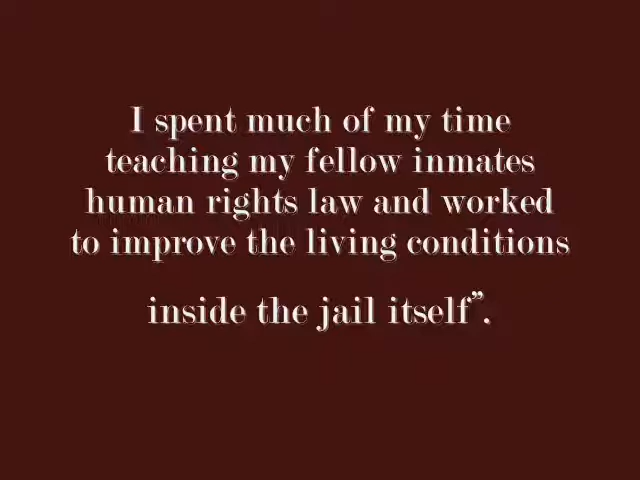 I spent much of my time
teaching my fellow inmates
human rights law and worked
to improve the living conditions
inside the jail itself”.